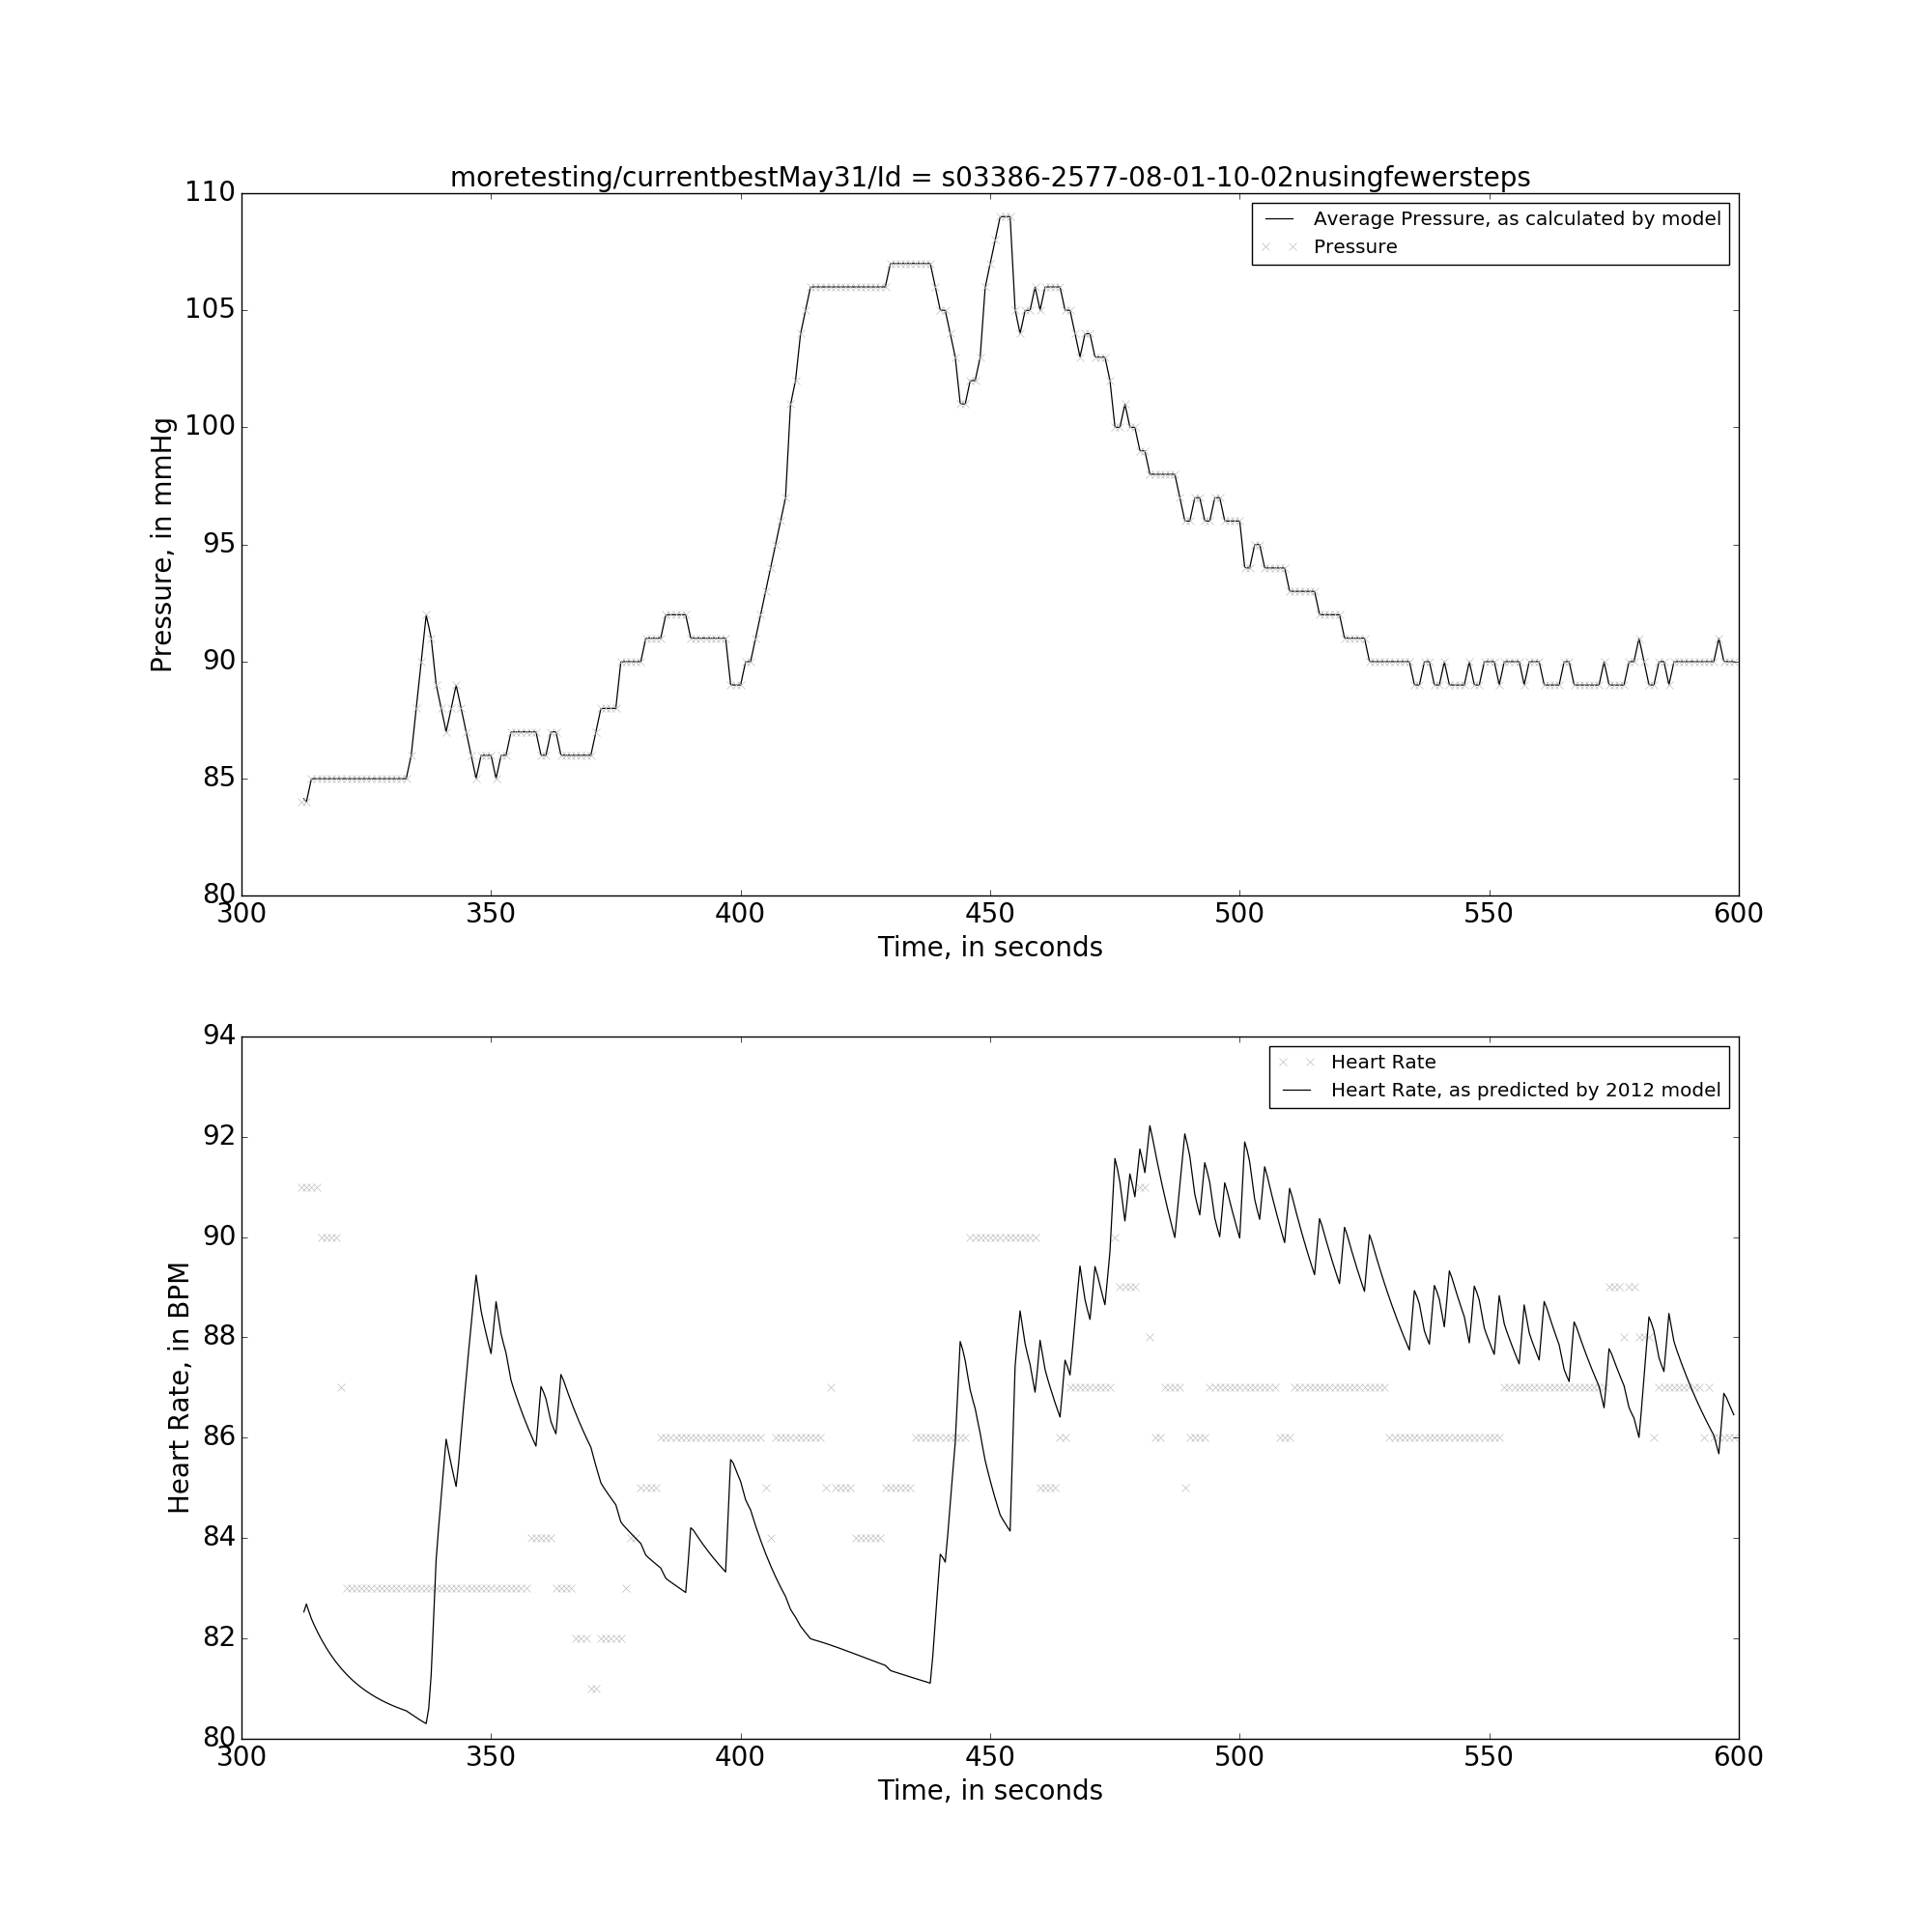 moretesting/currentbestMay31/Id = s03386-2577-08-01-10-02nusingfewersteps
110
105
100
95
90
85
80
Pressure, in mmHg
Average Pressure, as calculated by model
Pressure
300 350 400 450 500 550 600
Time, in seconds
94
92
90
88
86
84
82
80
Heart Rate, in BPM
Heart Rate
Heart Rate, as predicted by 2012 model
300 350 400 450 500 550 600
Time, in seconds